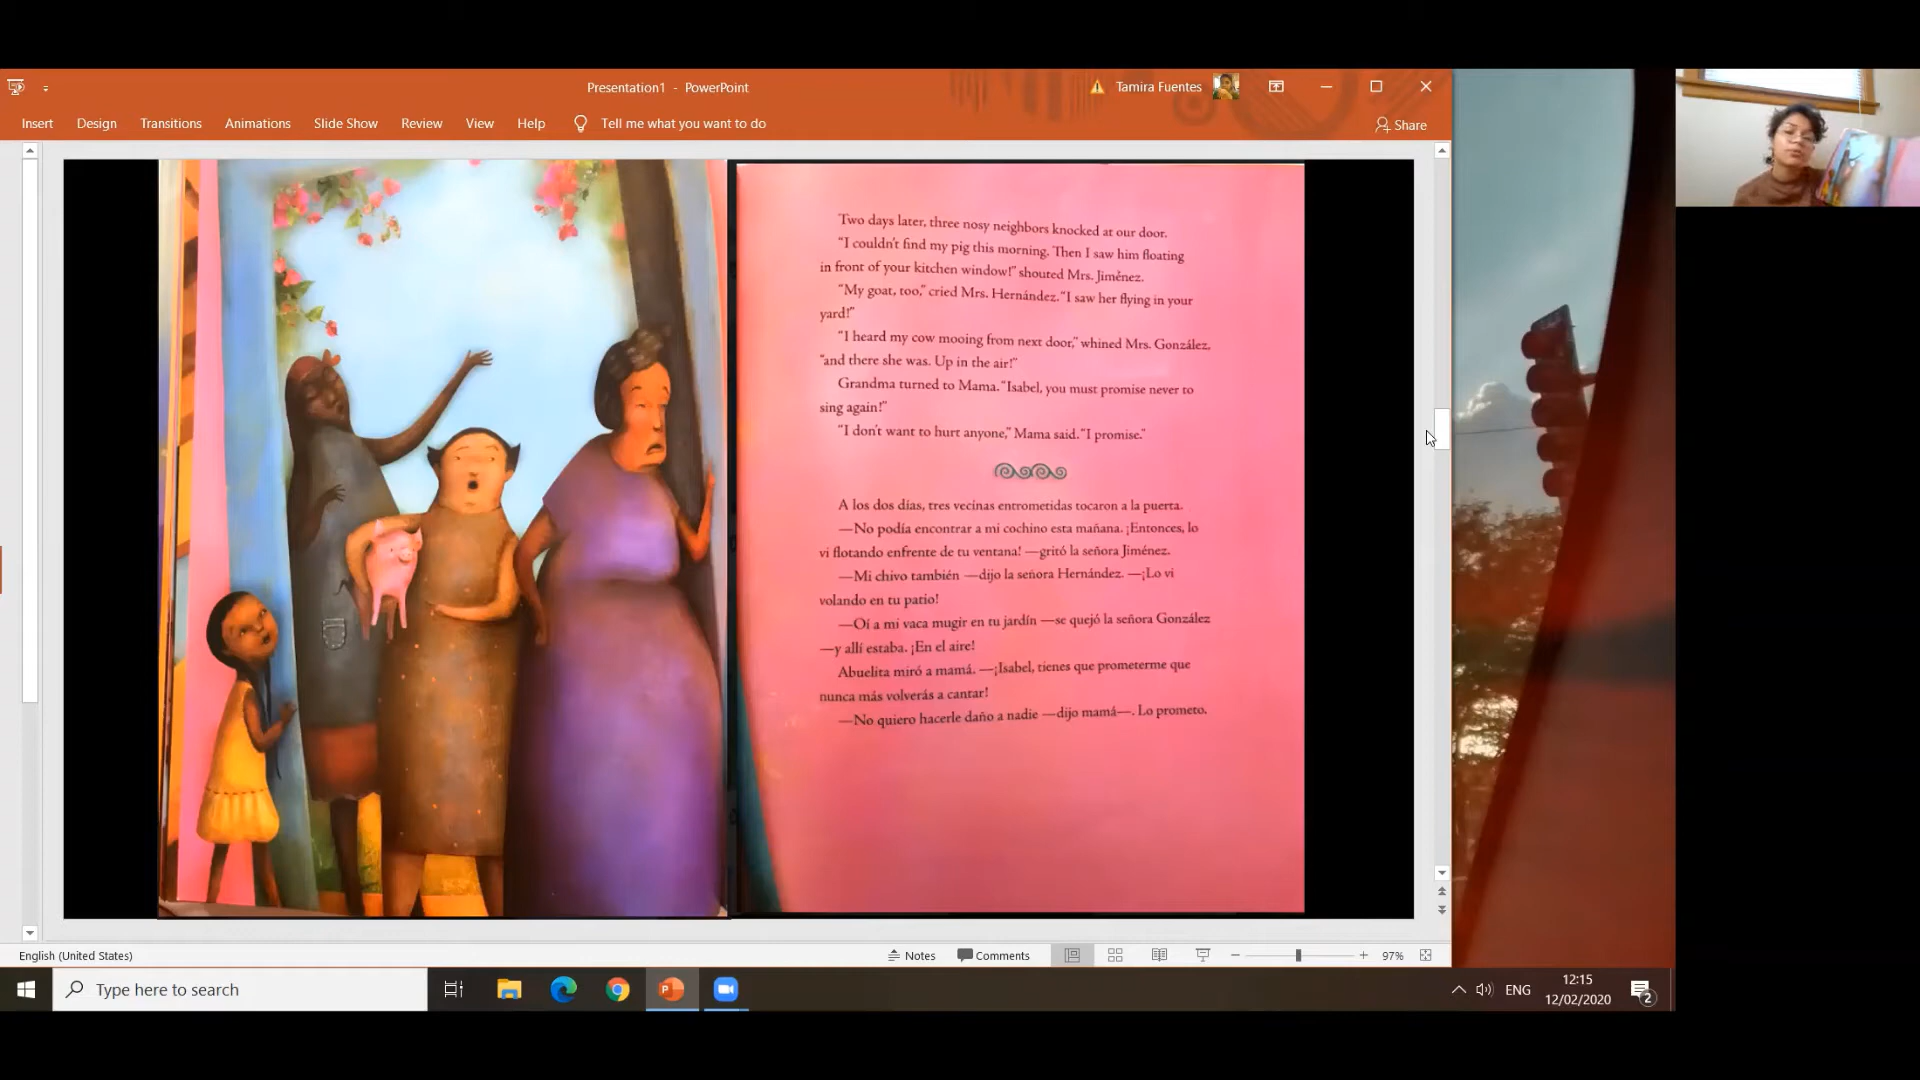 Presentation1 - PowerPoint
Tamira Fuentes
Insert Design Transitions Animations Slide Show Review View Help Tell me what you want to do
Share
Two days later, three nosy neighbors knocked at our door.
"I couldn't find my pig this morning. Then I saw him floating
in front of your kitchen window!" shouted Mrs. Jiménez.
"My goat, too," cried Mrs. Hernández. "I saw her flying in your
yard!"
"I heard my cow mooing from next door," whined Mrs. González,
"and there she was. Up in the air!"
Grandma turned to Mama. "Isabel, you must promise never to
sing again!"
"I don't want to hurt anyone," Mama said. "I promise."
A los dos días, tres vecinas entrometidas tocaron a la puerta.
—No podía encontrar a mi cochino esta mañana. ¡Entonces, lo
vi flotando enfrente de tu ventana! —gritó la señora Jiménez.
—Mi chivo también —dijo la señora Hernández. —¡Lo vi
volando en tu patio!
—Oí a mi vaca mugir en tu jardín —se quejó la señora González
—y allí estaba. ¡En el aire!
Abuelita miró a mamá. —¡Isabel, tienes que prometerme que
nunca más volverás a cantar!
—No quiero hacerle daño a nadie —dijo mamá—. Lo prometo.
English (United States)
Notes Comments 97%
Type here to search
ENG
12:15
12/02/2020
2